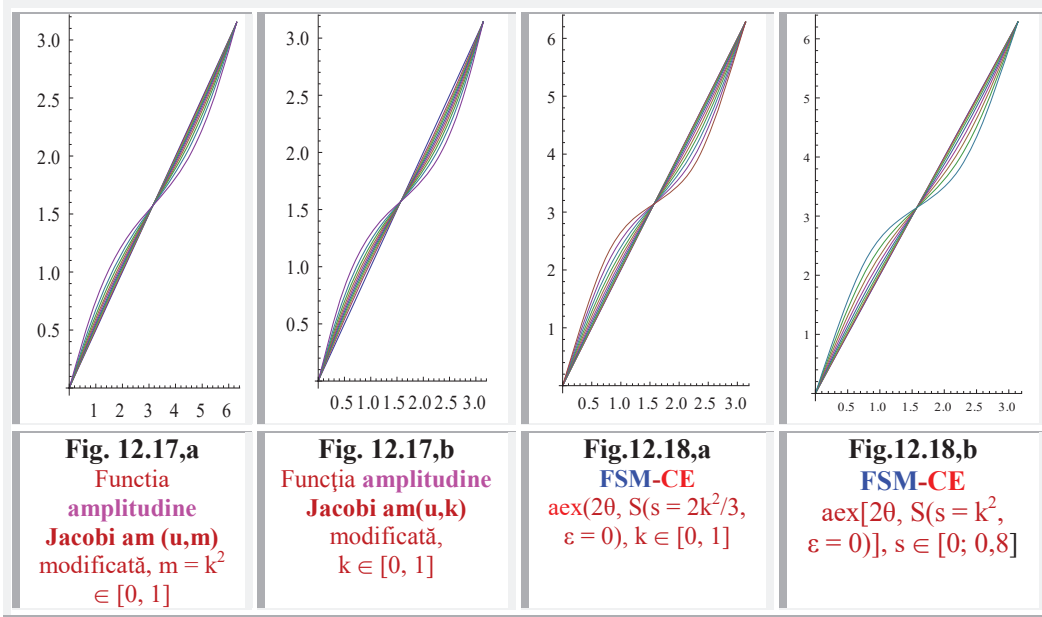 3.0
2.5
2.0
1.5
1.0
0.5
1 2 3 4 5 6
3.0
2.5
2.0
1.5
1.0
0.5
0.5 1.0 1.5 2.0 2.5 3.0
6
5
4
3
2
1
0.5 1.0 1.5 2.0 2.5 3.0
6
5
4
3
2
1
0.5 1.0 1.5 2.0 2.5 3.0
Fig. 12.17,a
Functia
amplitudine
Jacobi am (u,m)
modificată, m = k²
∈ [0, 1]
Fig. 12.17,b
Funcţia amplitudine
Jacobi am(u,k)
modificată,
k ∈ [0, 1]
Fig.12.18,a
FSM-CE
aex(2θ, S(s = 2k²/3,
ε = 0), k ∈ [0, 1]
Fig.12.18,b
FSM-CE
aex[2θ, S(s = k²,
ε = 0)], s ∈ [0; 0,8]